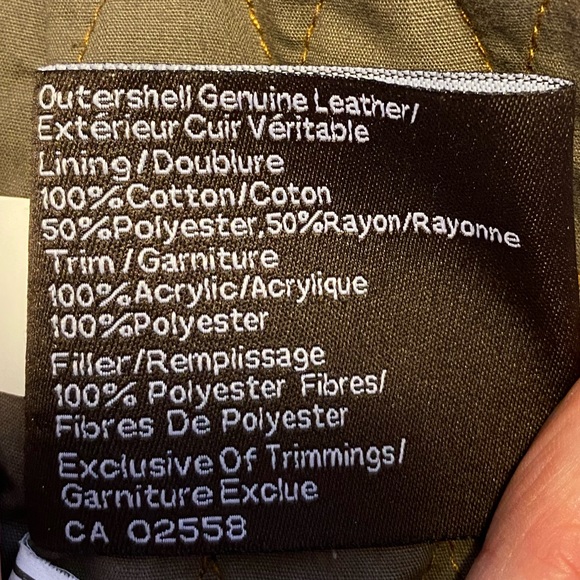 Outershell Genuine Leather/
Extérieur Cuir Véritable
Lining/Doublure
100%Cotton/Coton
50%Polyester,50%Rayon/Rayonne
Trim/Garniture
100%Acrylic/Acrylique
100%Polyester
Filler/Remplissage
100% Polyester Fibres/
Fibres De Polyester
Exclusive Of Trimmings/
Garniture Exclue
CA 02558